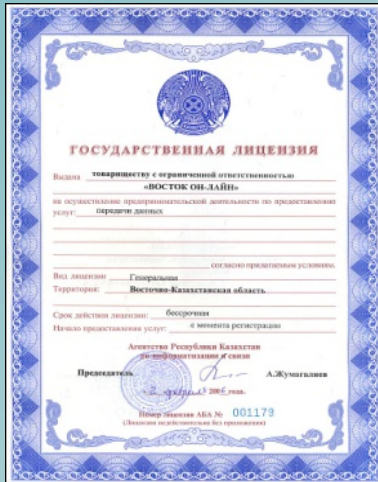 ГОСУДАРСТВЕННАЯ ЛИЦЕНЗИЯ
Выдана товариществу с ограниченной ответственностью
«ВОСТОК ОН-ЛАЙН»
на осуществление предпринимательской деятельности по предоставлению
услуг: передачи данных
согласно прилагаемым условиям.
Вид лицензии Генеральная
Территория: Восточно-Казахстанская область
Срок действия лицензии: бессрочная
Начало предоставления услуг: с момента регистрации
Агентство Республики Казахстан
по информатизации и связи
Председатель А.Жумагалиев
2006 года.
Номер лицензии АБА № 001179
(Лицензия недействительна без приложения)